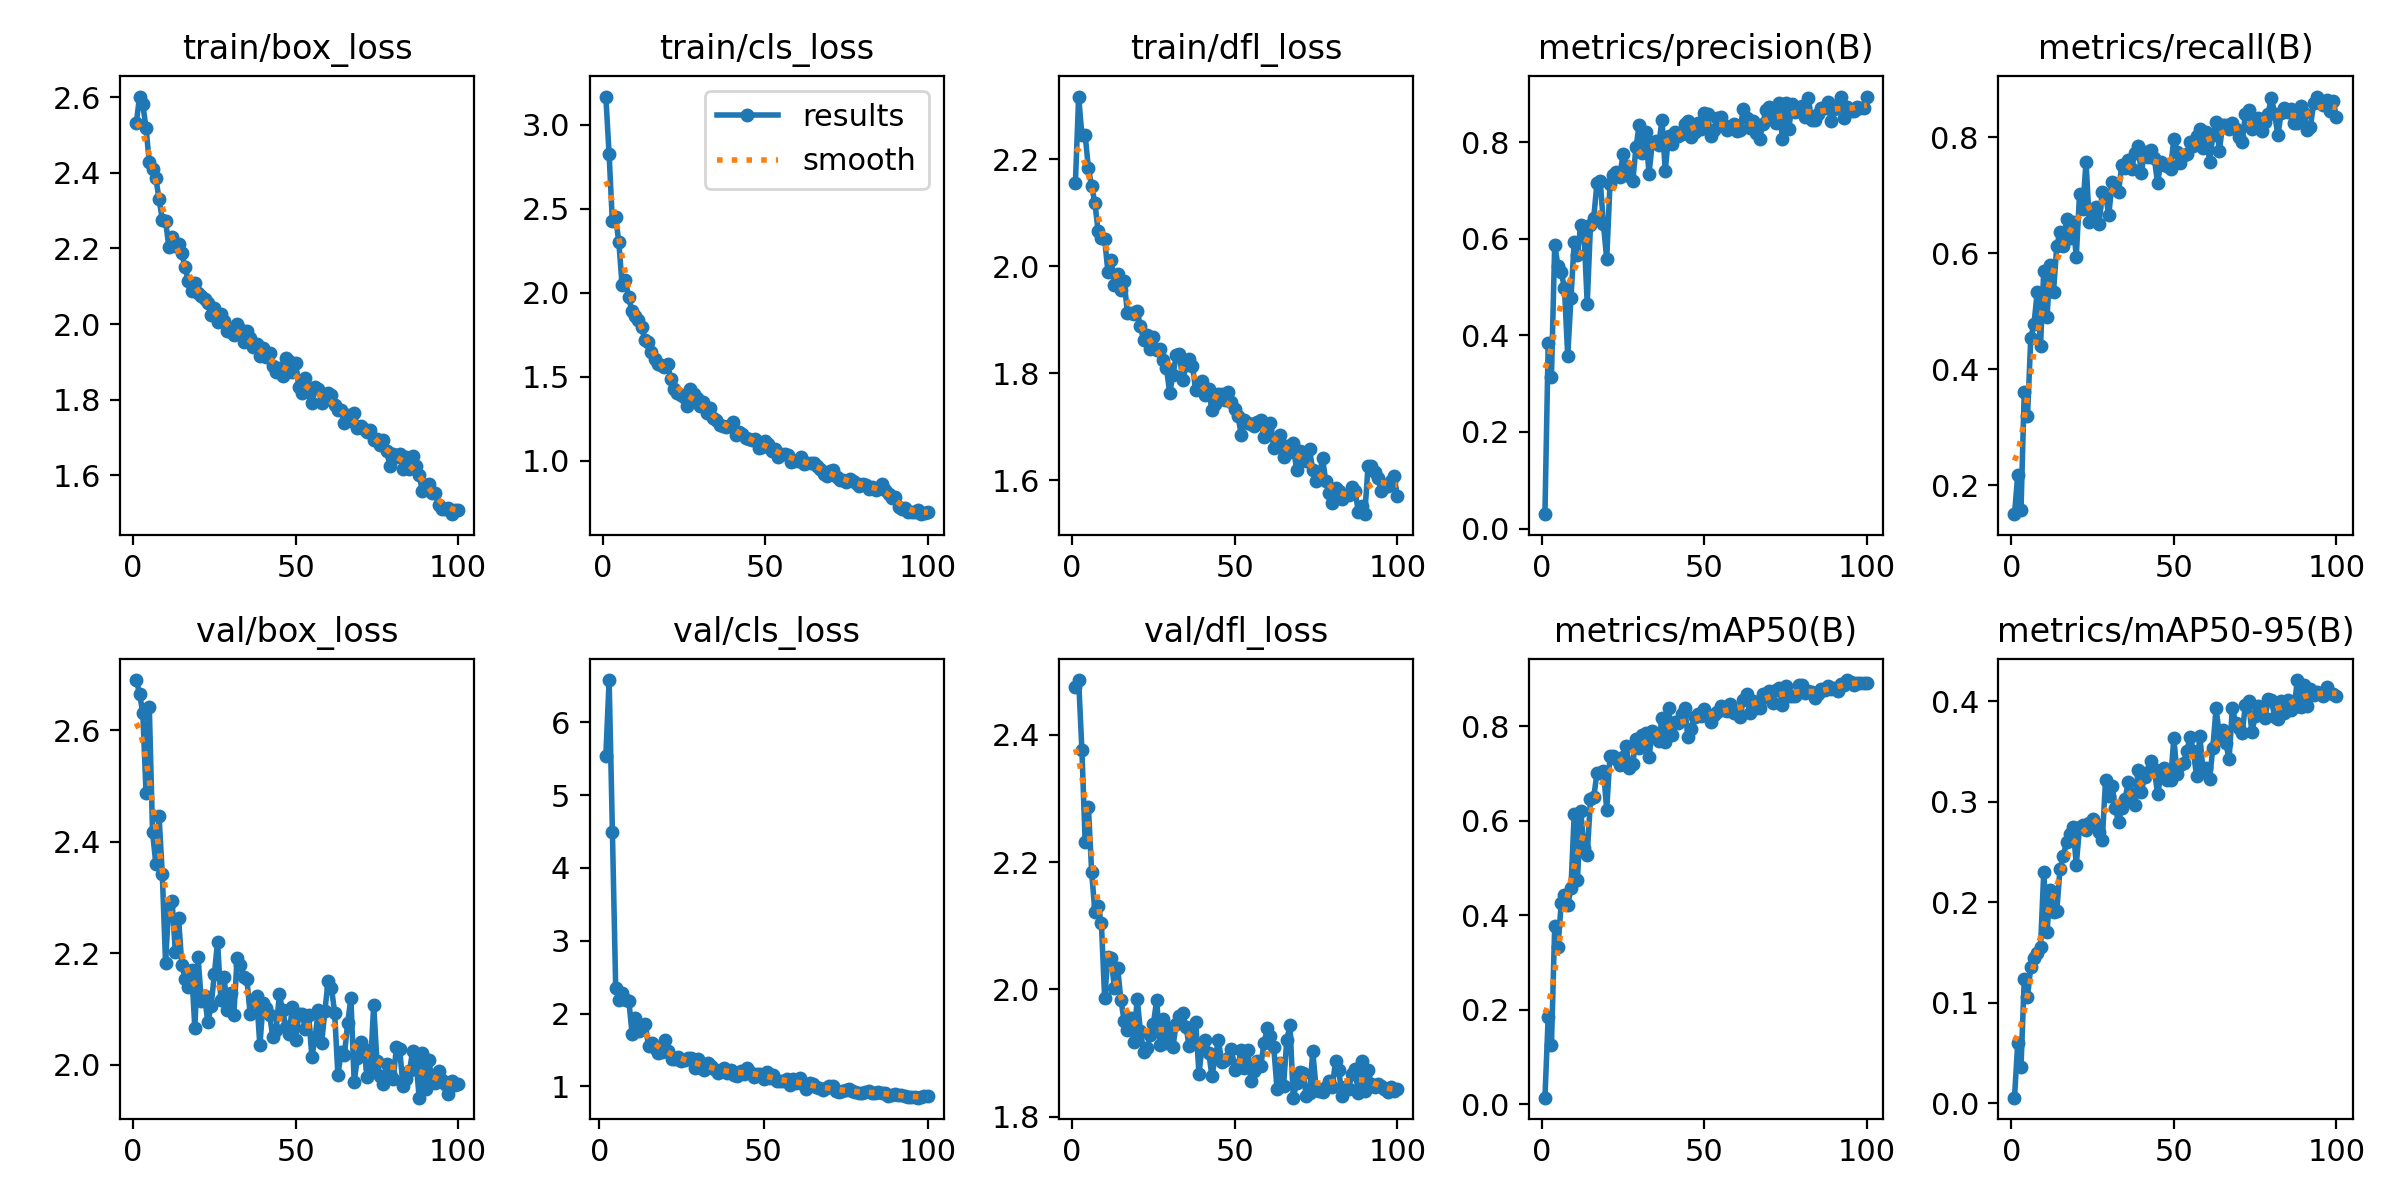 train/box_loss
2.6
2.4
2.2
2.0
1.8
1.6
0 50 100
train/cls_loss
results
smooth
3.0
2.5
2.0
1.5
1.0
0 50 100
train/dfl_loss
2.2
2.0
1.8
1.6
0 50 100
metrics/precision(B)
0.8
0.6
0.4
0.2
0.0
0 50 100
metrics/recall(B)
0.8
0.6
0.4
0.2
0 50 100
val/box_loss
2.6
2.4
2.2
2.0
0 50 100
val/cls_loss
6
5
4
3
2
1
0 50 100
val/dfl_loss
2.4
2.2
2.0
1.8
0 50 100
metrics/mAP50(B)
0.8
0.6
0.4
0.2
0.0
0 50 100
metrics/mAP50-95(B)
0.4
0.3
0.2
0.1
0.0
0 50 100